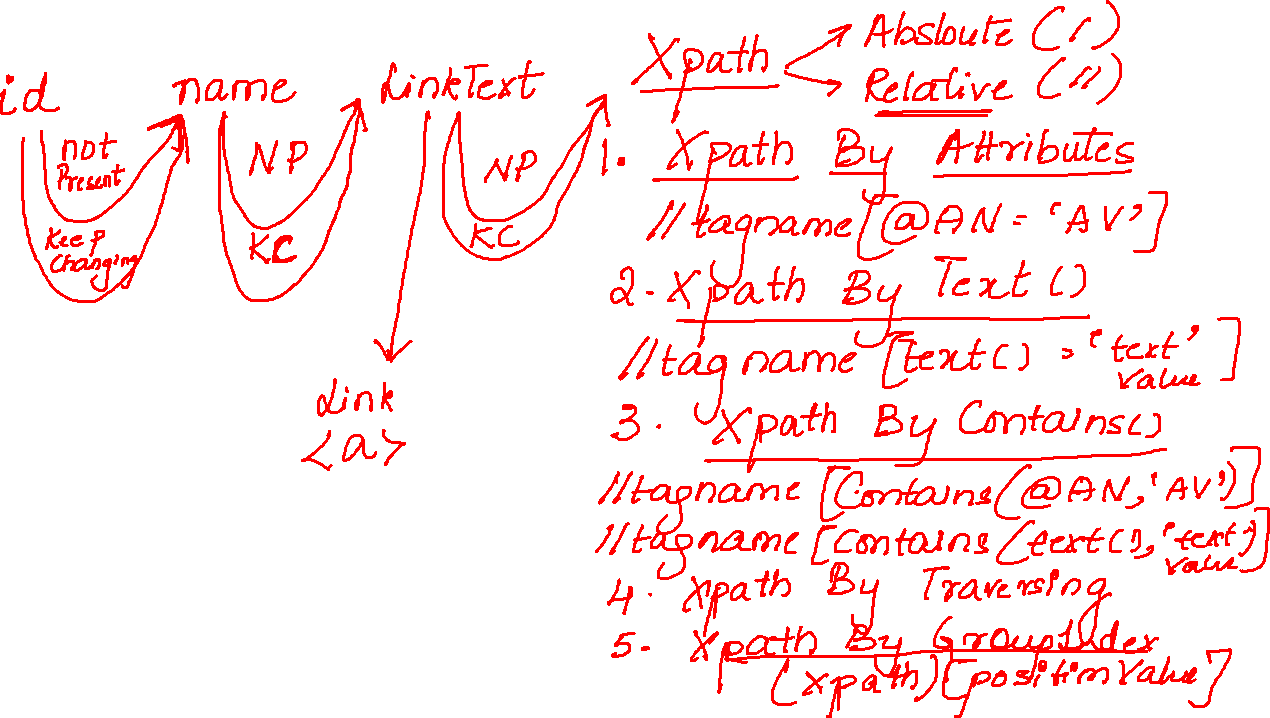 id
name
LinkText
not
Present
keep
changing
NP
KC
NP
KC
Link
<a>
Xpath
Absloute (/)
Relative (//)
1. Xpath By Attributes
//tagname[@AN = 'AV']
2. Xpath By Text()
//tagname [text() = 'text value']
3. Xpath By Contains()
//tagname [Contains(@AN,'AV')]
//tagname [contains(text(),'text value')]
4. Xpath By Traversing
5. Xpath By GroupIndex
(xpath)[positionValue]